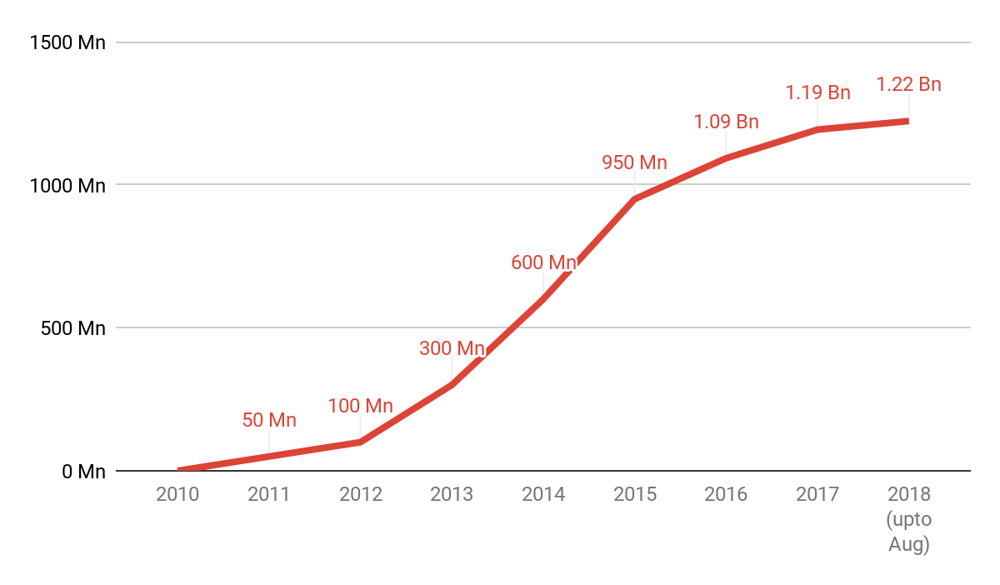 1500 Mn
1000 Mn
500 Mn
0 Mn
50 Mn
100 Mn
300 Mn
600 Mn
950 Mn
1.09 Bn
1.19 Bn
1.22 Bn
2010
2011
2012
2013
2014
2015
2016
2017
2018
(upto
Aug)